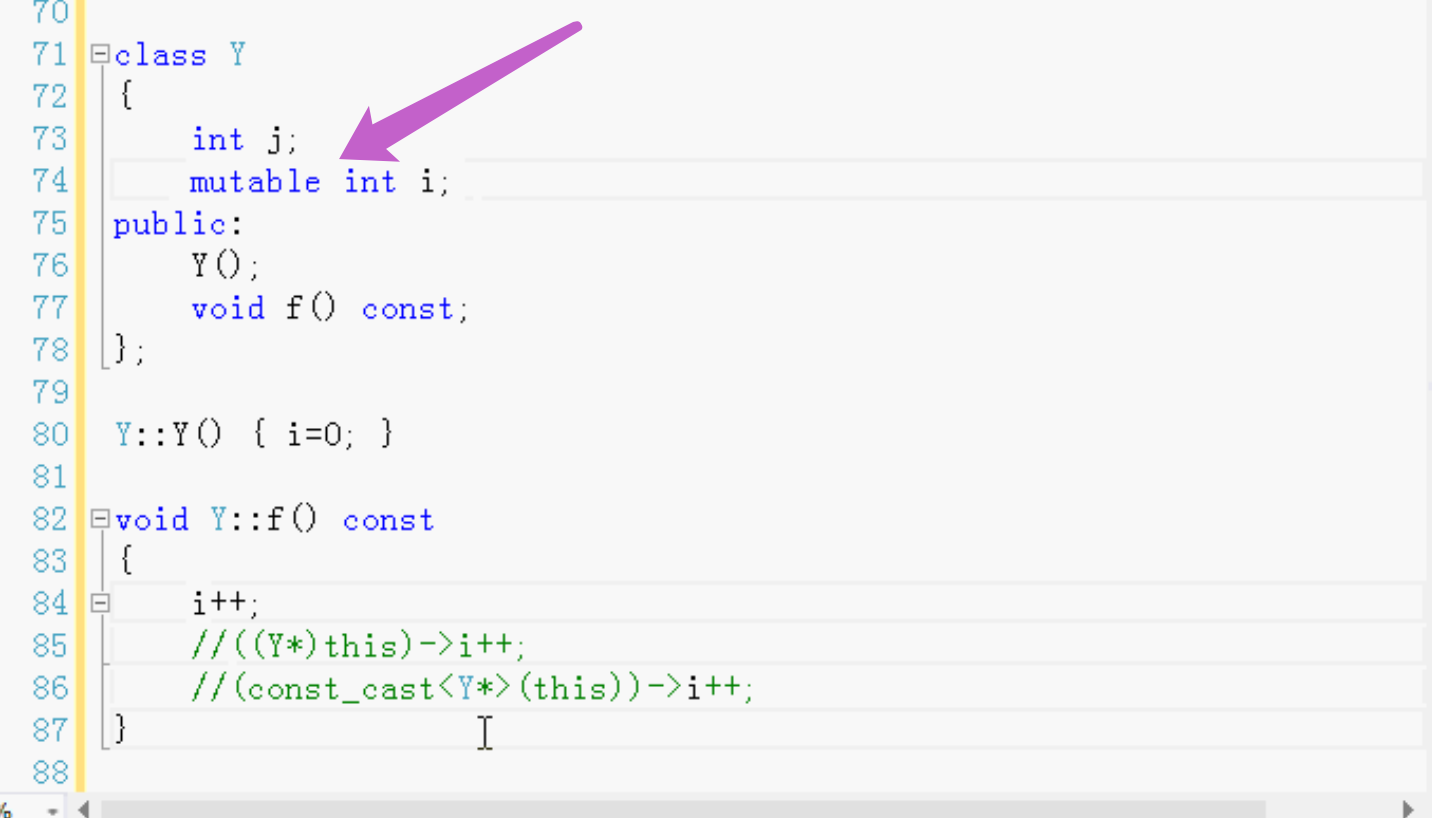 70
71 class Y
72 {
73 int j;
74 mutable int i;
75 public:
76 Y();
77 void f() const;
78 };
79
80 Y::Y() { i=0; }
81
82 void Y::f() const
83 {
84 i++;
85 //((Y*)this)->i++;
86 //(const_cast<Y*>(this))->i++;
87 }
88
%